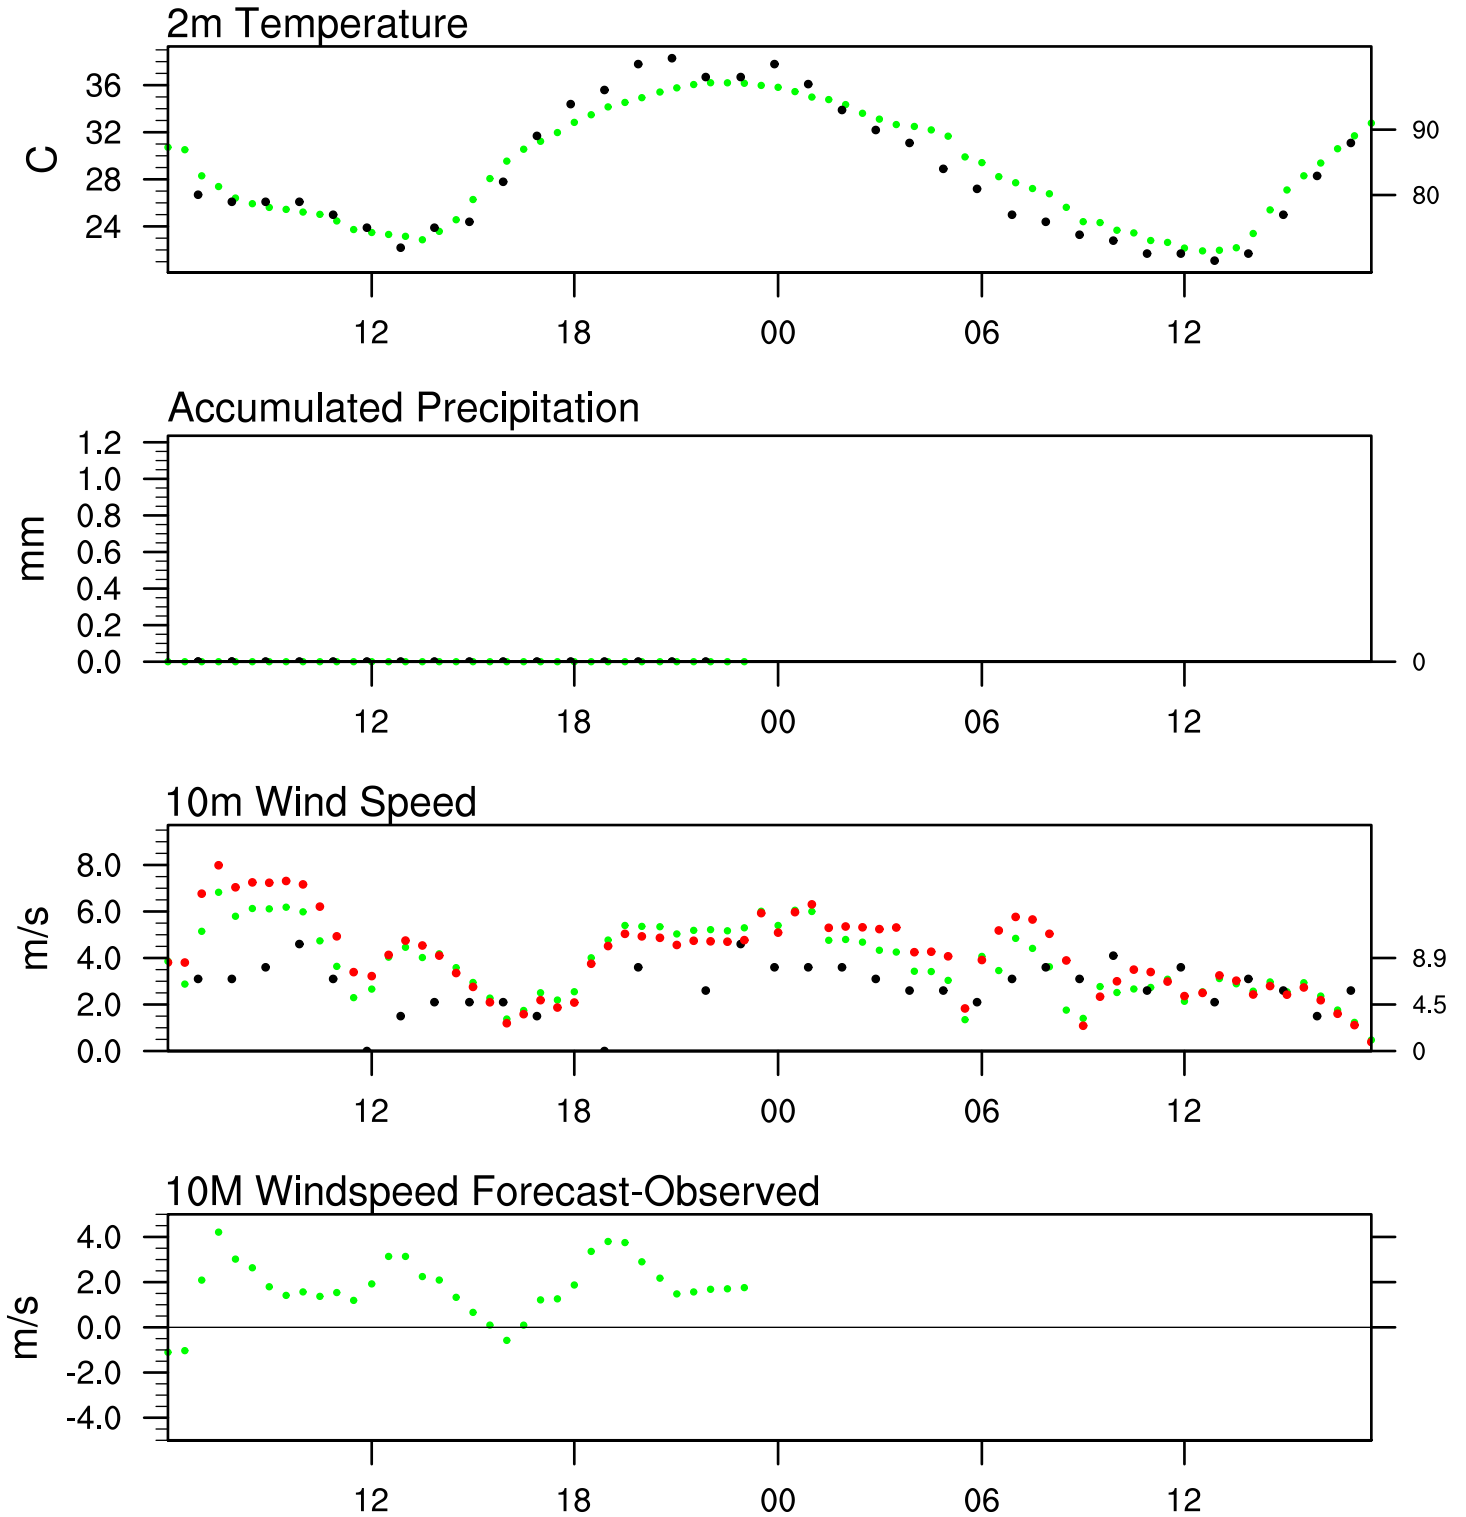 2m Temperature
36
32
28
24
C
90
80
12 18 00 06 12
Accumulated Precipitation
1.2
1.0
0.8
0.6
0.4
0.2
0.0
mm
0
12 18 00 06 12
10m Wind Speed
8.0
6.0
4.0
2.0
0.0
m/s
8.9
4.5
0
12 18 00 06 12
10M Windspeed Forecast-Observed
4.0
2.0
0.0
-2.0
-4.0
m/s
12 18 00 06 12